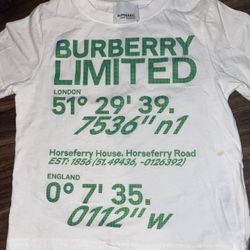 BURBERRY
BURBERRY
LIMITED
LONDON
51° 29' 39.
7536" n1
Horseferry House, Horseferry Road
EST: 1856 (51.49436, -0126392)
ENGLAND
0° 7' 35.
0112" w